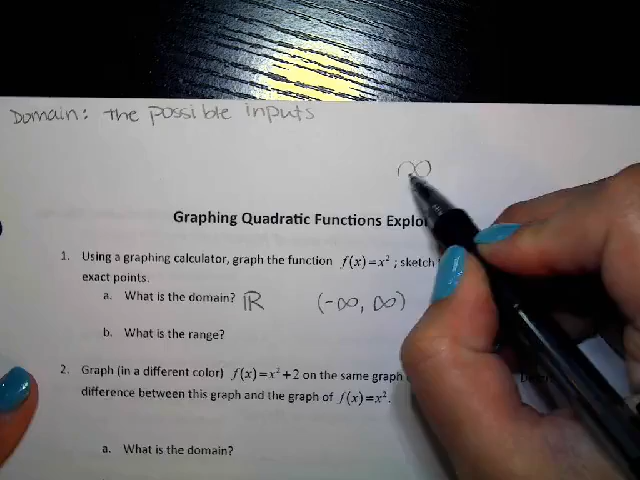 Domain: the possible inputs
∞
Graphing Quadratic Functions
1. Using a graphing calculator, graph the function f(x)=x²; sketch
exact points.
a. What is the domain? ℝ (-∞, ∞)
b. What is the range?
2. Graph (in a different color) f(x)=x²+2 on the same graph
difference between this graph and the graph of f(x)=x².
a. What is the domain?